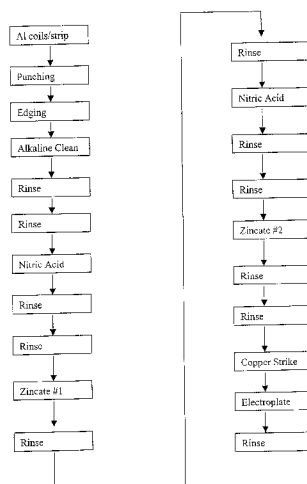 Al coils/strip
Punching
Edging
Alkaline Clean
Rinse
Rinse
Nitric Acid
Rinse
Rinse
Zincate #1
Rinse
Rinse
Nitric Acid
Rinse
Rinse
Zincate #2
Rinse
Rinse
Copper Strike
Electroplate
Rinse